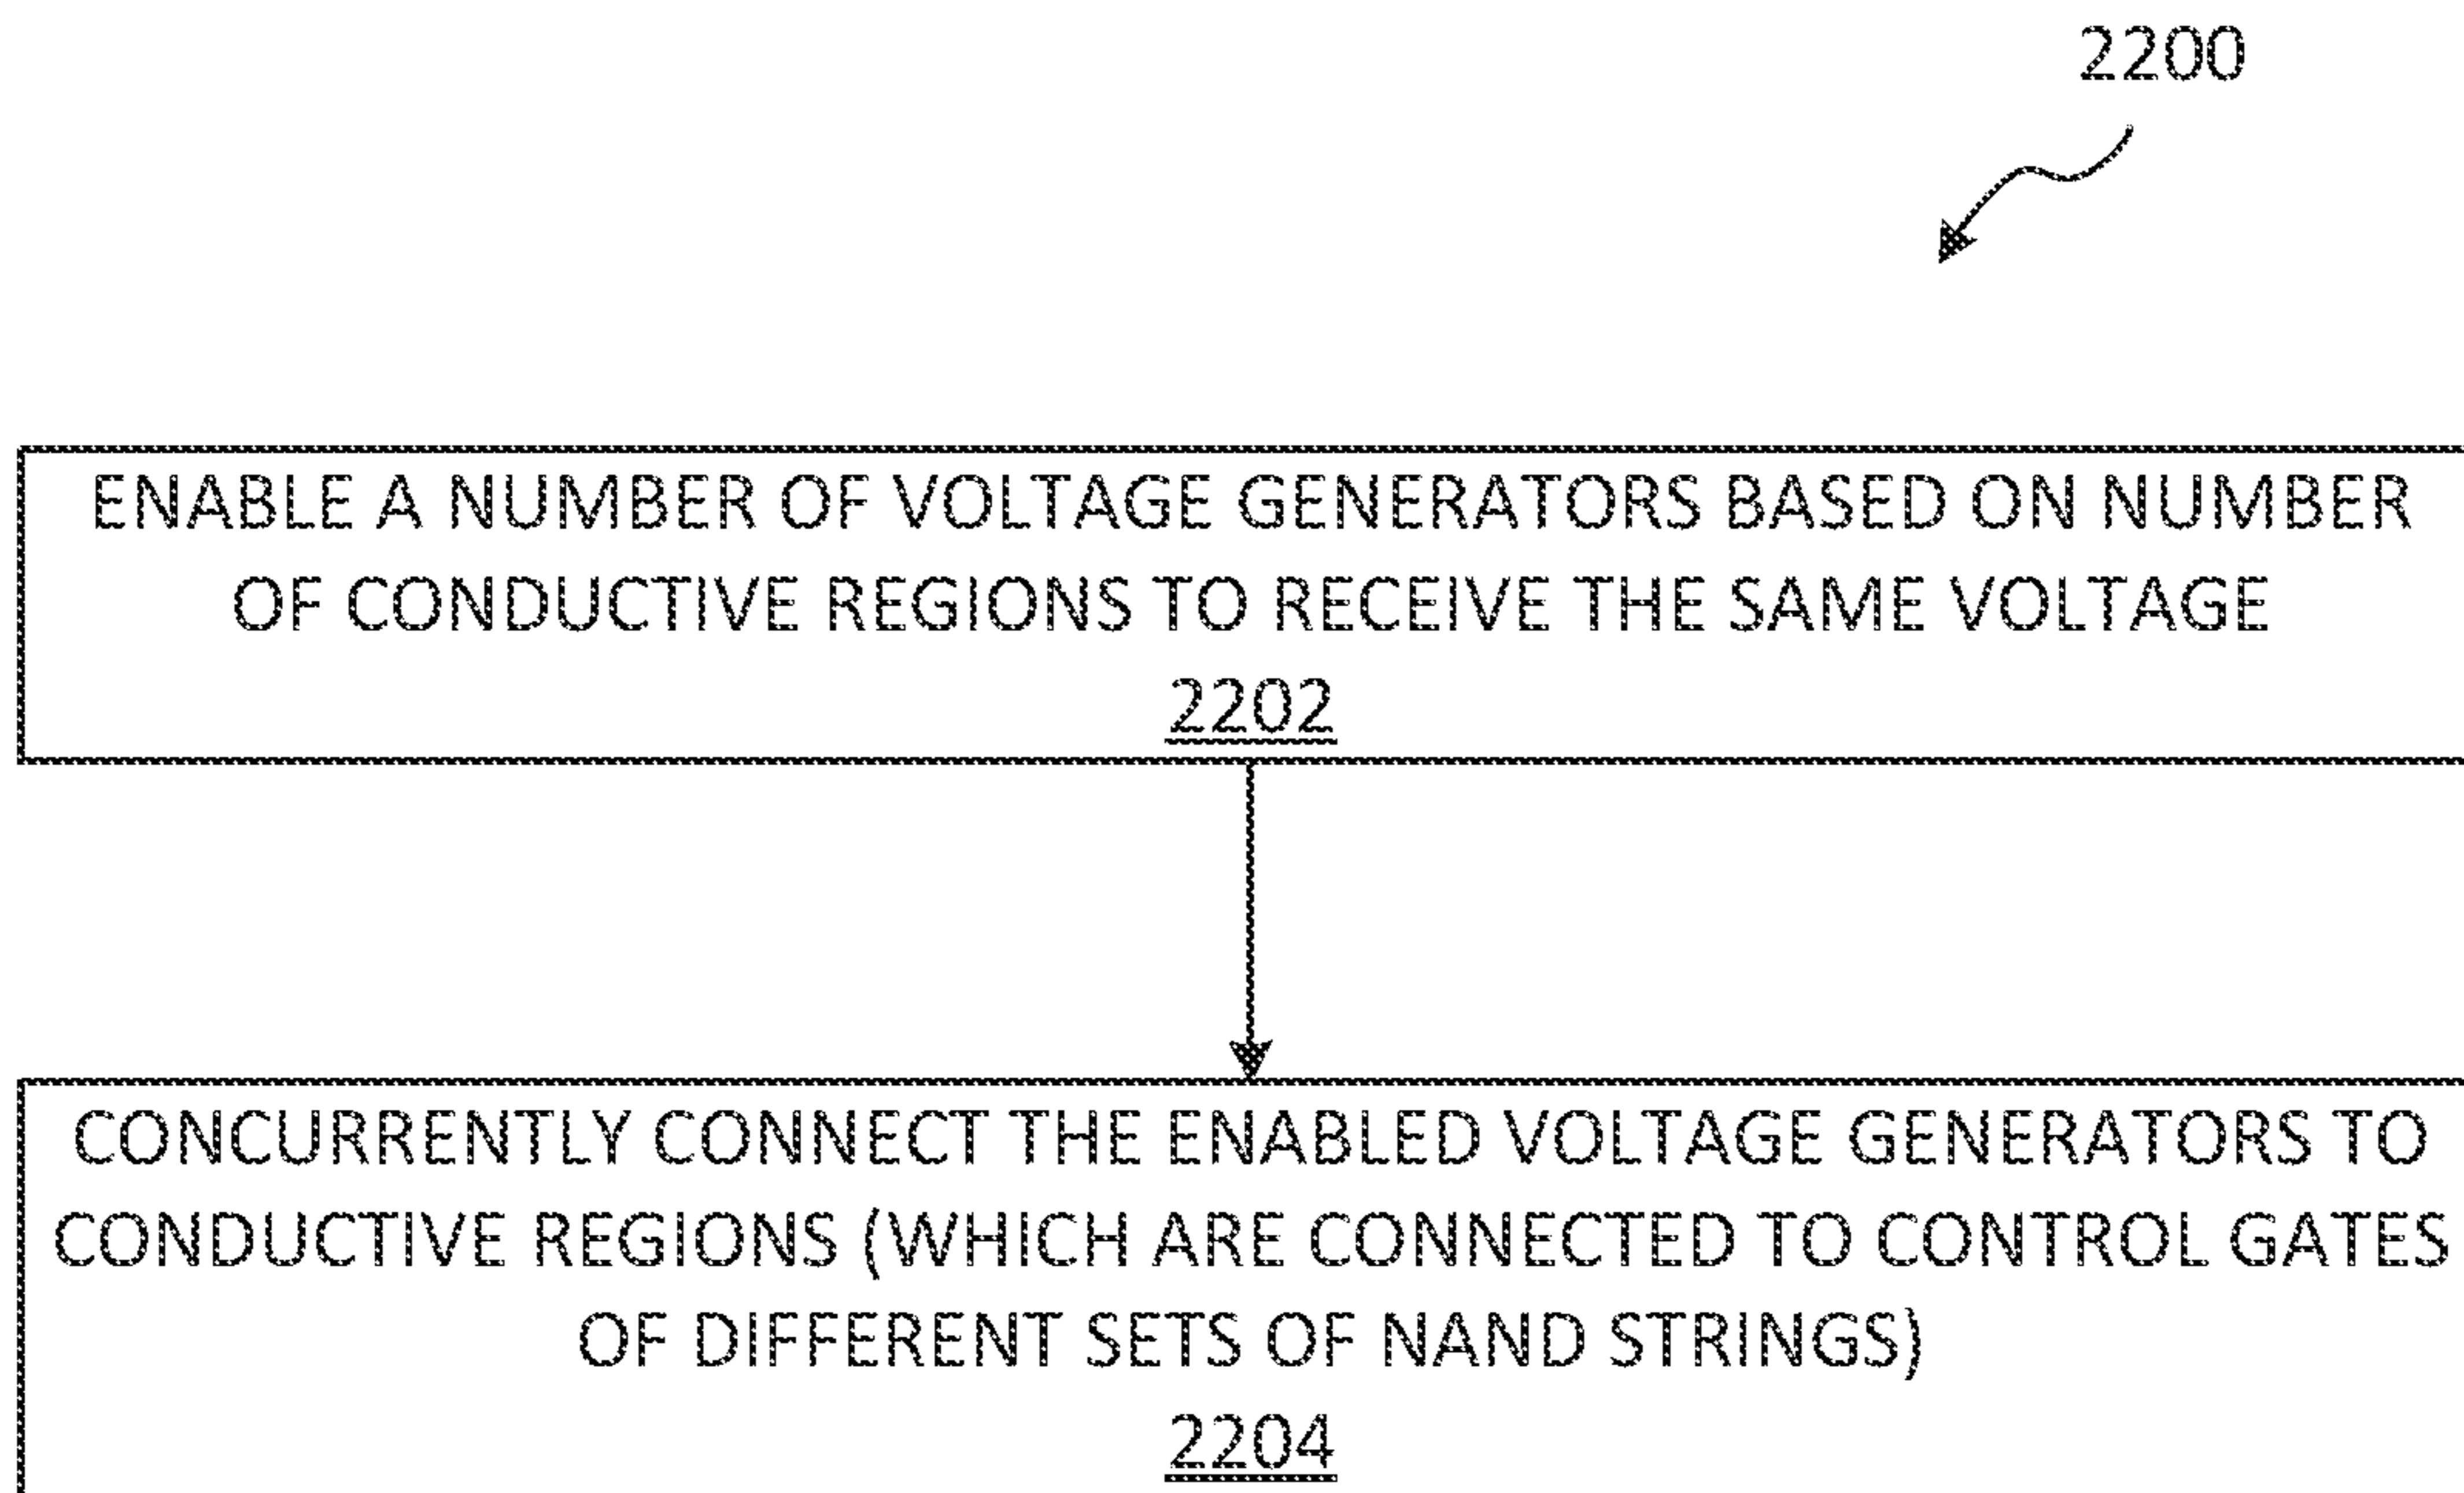 2200
ENABLE A NUMBER OF VOLTAGE GENERATORS BASED ON NUMBER
OF CONDUCTIVE REGIONS TO RECEIVE THE SAME VOLTAGE
2202
CONCURRENTLY CONNECT THE ENABLED VOLTAGE GENERATORS TO
CONDUCTIVE REGIONS (WHICH ARE CONNECTED TO CONTROL GATES
OF DIFFERENT SETS OF NAND STRINGS)
2204